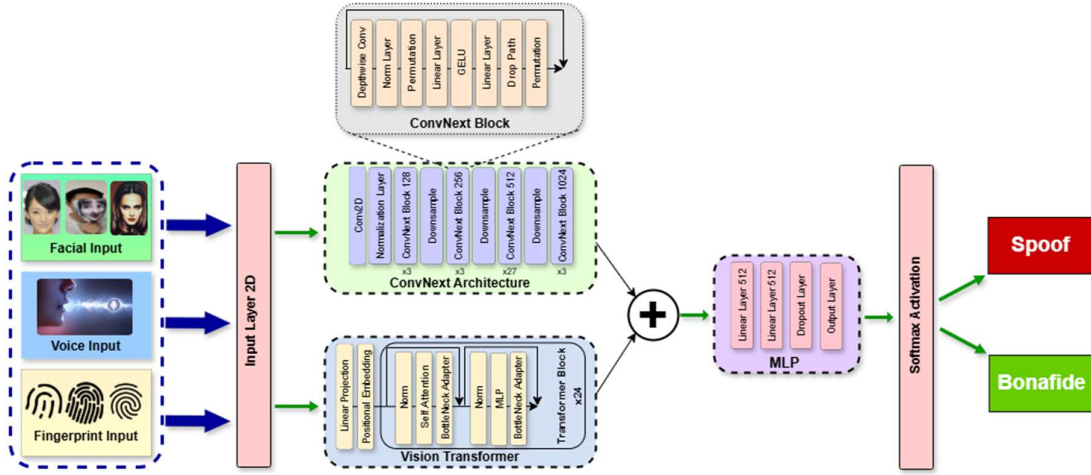 Depthwise Conv
Norm Layer
Permutation
Linear Layer
GELU
Linear Layer
Drop Path
Permutation
ConvNext Block
Facial Input
Voice Input
Fingerprint Input
Input Layer 2D
Conv2D
Normalization Layer
ConvNext Block 128
Downsample
ConvNext Block 256
Downsample
ConvNext Block 512
Downsample
ConvNext Block 1024
x3
x3
x27
x3
ConvNext Architecture
Linear Projection
Positional Embedding
Norm
Self Attention
BottleNeck Adapter
Norm
MLP
BottleNeck Adapter
Transformer Block
x24
Vision Transformer
+
Linear Layer 512
Linear Layer 512
Dropout Layer
Output Layer
MLP
Softmax Activation
Spoof
Bonafide